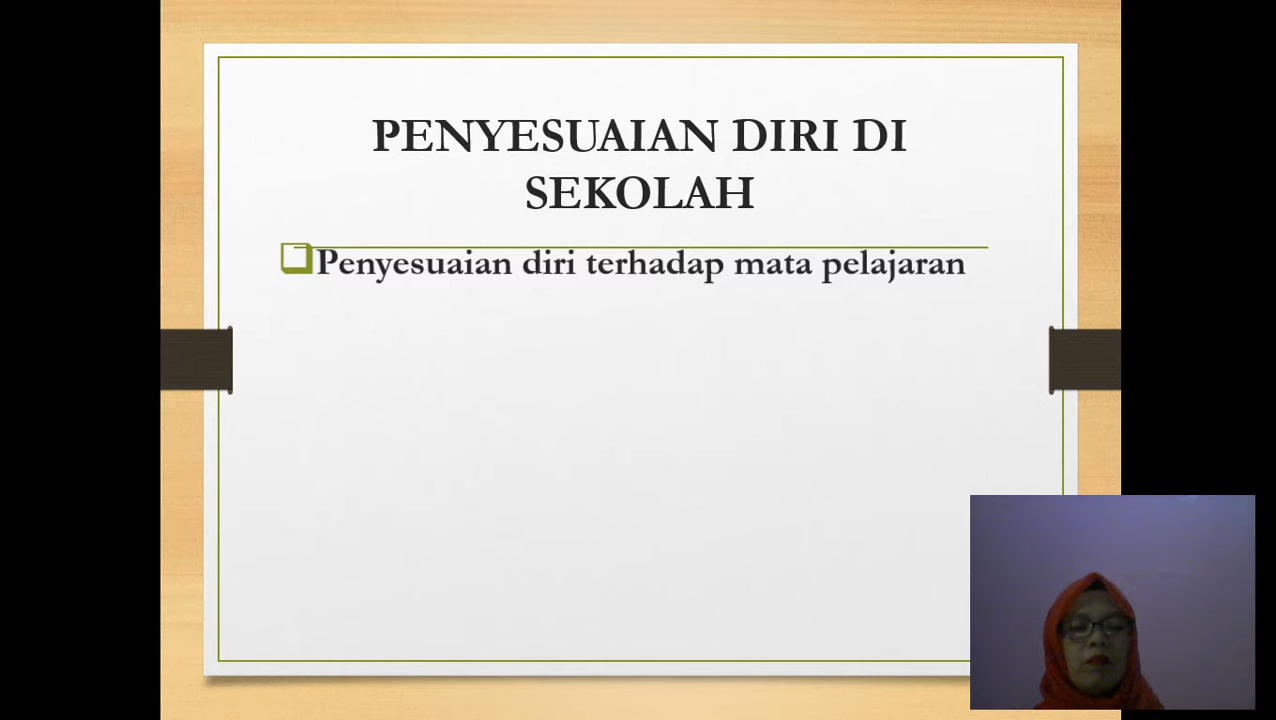 PENYESUAIAN DIRI DI
SEKOLAH
Penyesuaian diri terhadap mata pelajaran